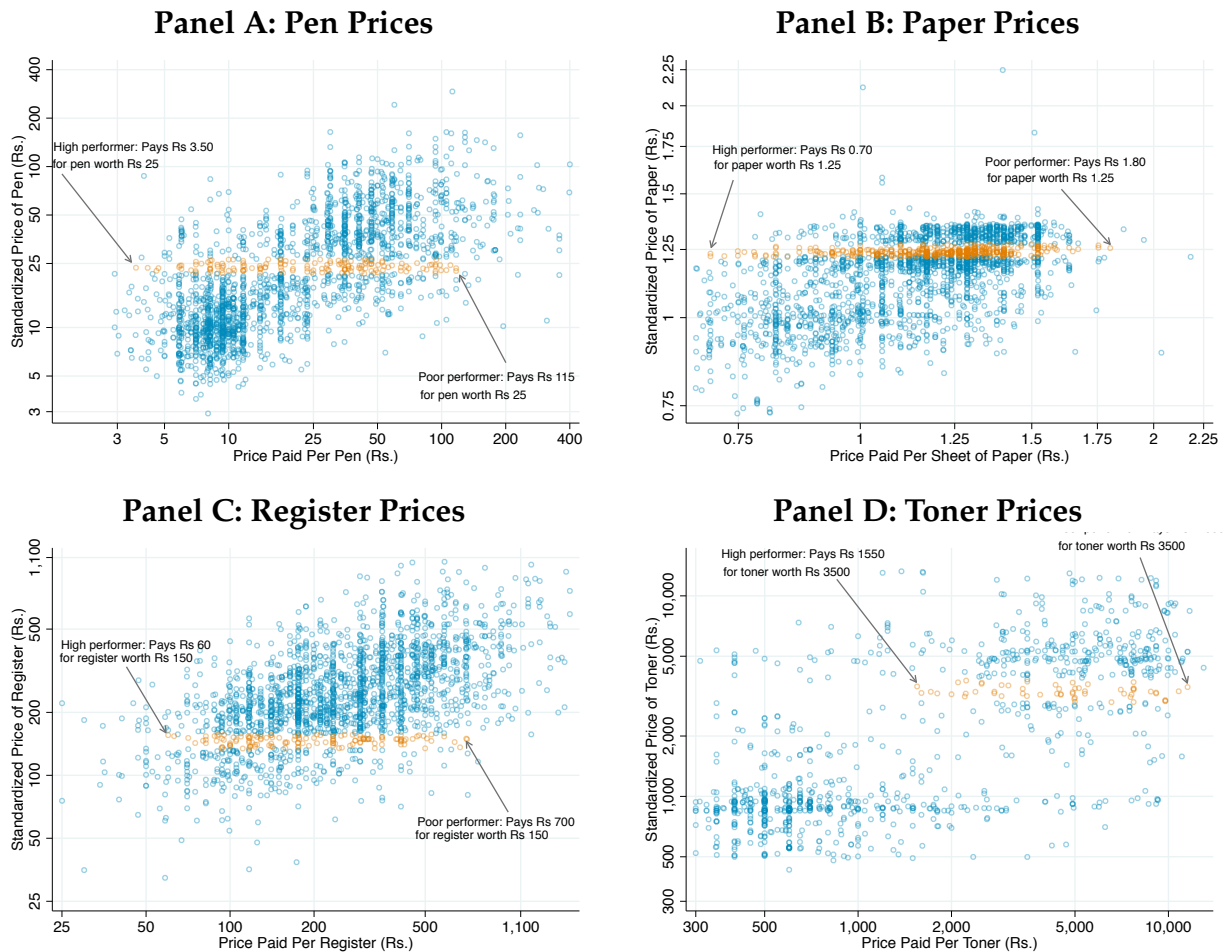 Panel A: Pen Prices
Standardized Price of Pen (Rs.)
400
200
100
50
25
10
5
3
High performer: Pays Rs 3.50
for pen worth Rs 25
Poor performer: Pays Rs 115
for pen worth Rs 25
3 5 10 25 50 100 200 400
Price Paid Per Pen (Rs.)
Panel B: Paper Prices
Standardized Price of Paper (Rs.)
2.25
2
1.75
1.5
1.25
1
0.75
High performer: Pays Rs 0.70
for paper worth Rs 1.25
Poor performer: Pays Rs 1.80
for paper worth Rs 1.25
0.75 1 1.25 1.5 1.75 2 2.25
Price Paid Per Sheet of Paper (Rs.)
Panel C: Register Prices
Standardized Price of Register (Rs.)
1,100
500
200
100
50
25
High performer: Pays Rs 60
for register worth Rs 150
Poor performer: Pays Rs 700
for register worth Rs 150
25 50 100 200 500 1,100
Price Paid Per Register (Rs.)
Panel D: Toner Prices
Standardized Price of Toner (Rs.)
10,000
5,000
2,000
1,000
500
300
High performer: Pays Rs 1550
for toner worth Rs 3500
for toner worth Rs 3500
300 500 1,000 2,000 5,000 10,000
Price Paid Per Toner (Rs.)